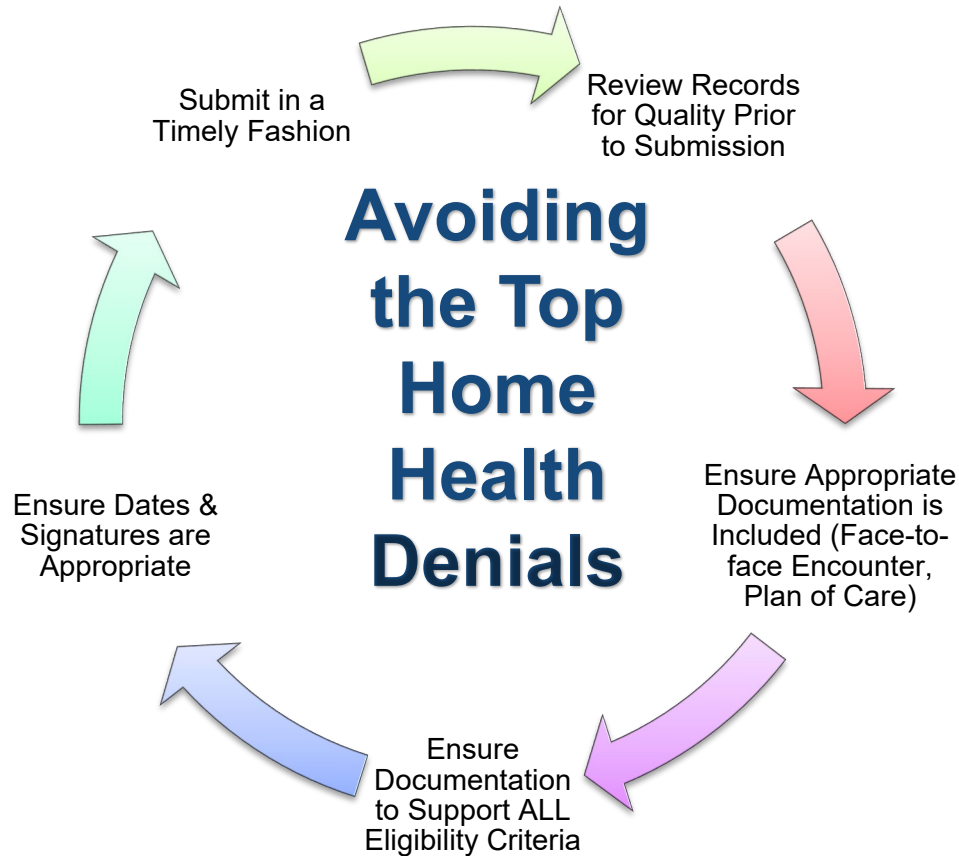 Submit in a
Timely Fashion
Review Records
for Quality Prior
to Submission
Avoiding
the Top
Home
Health
Denials
Ensure Appropriate
Documentation is
Included (Face-to-
face Encounter,
Plan of Care)
Ensure
Documentation
to Support ALL
Eligibility Criteria
Ensure Dates &
Signatures are
Appropriate